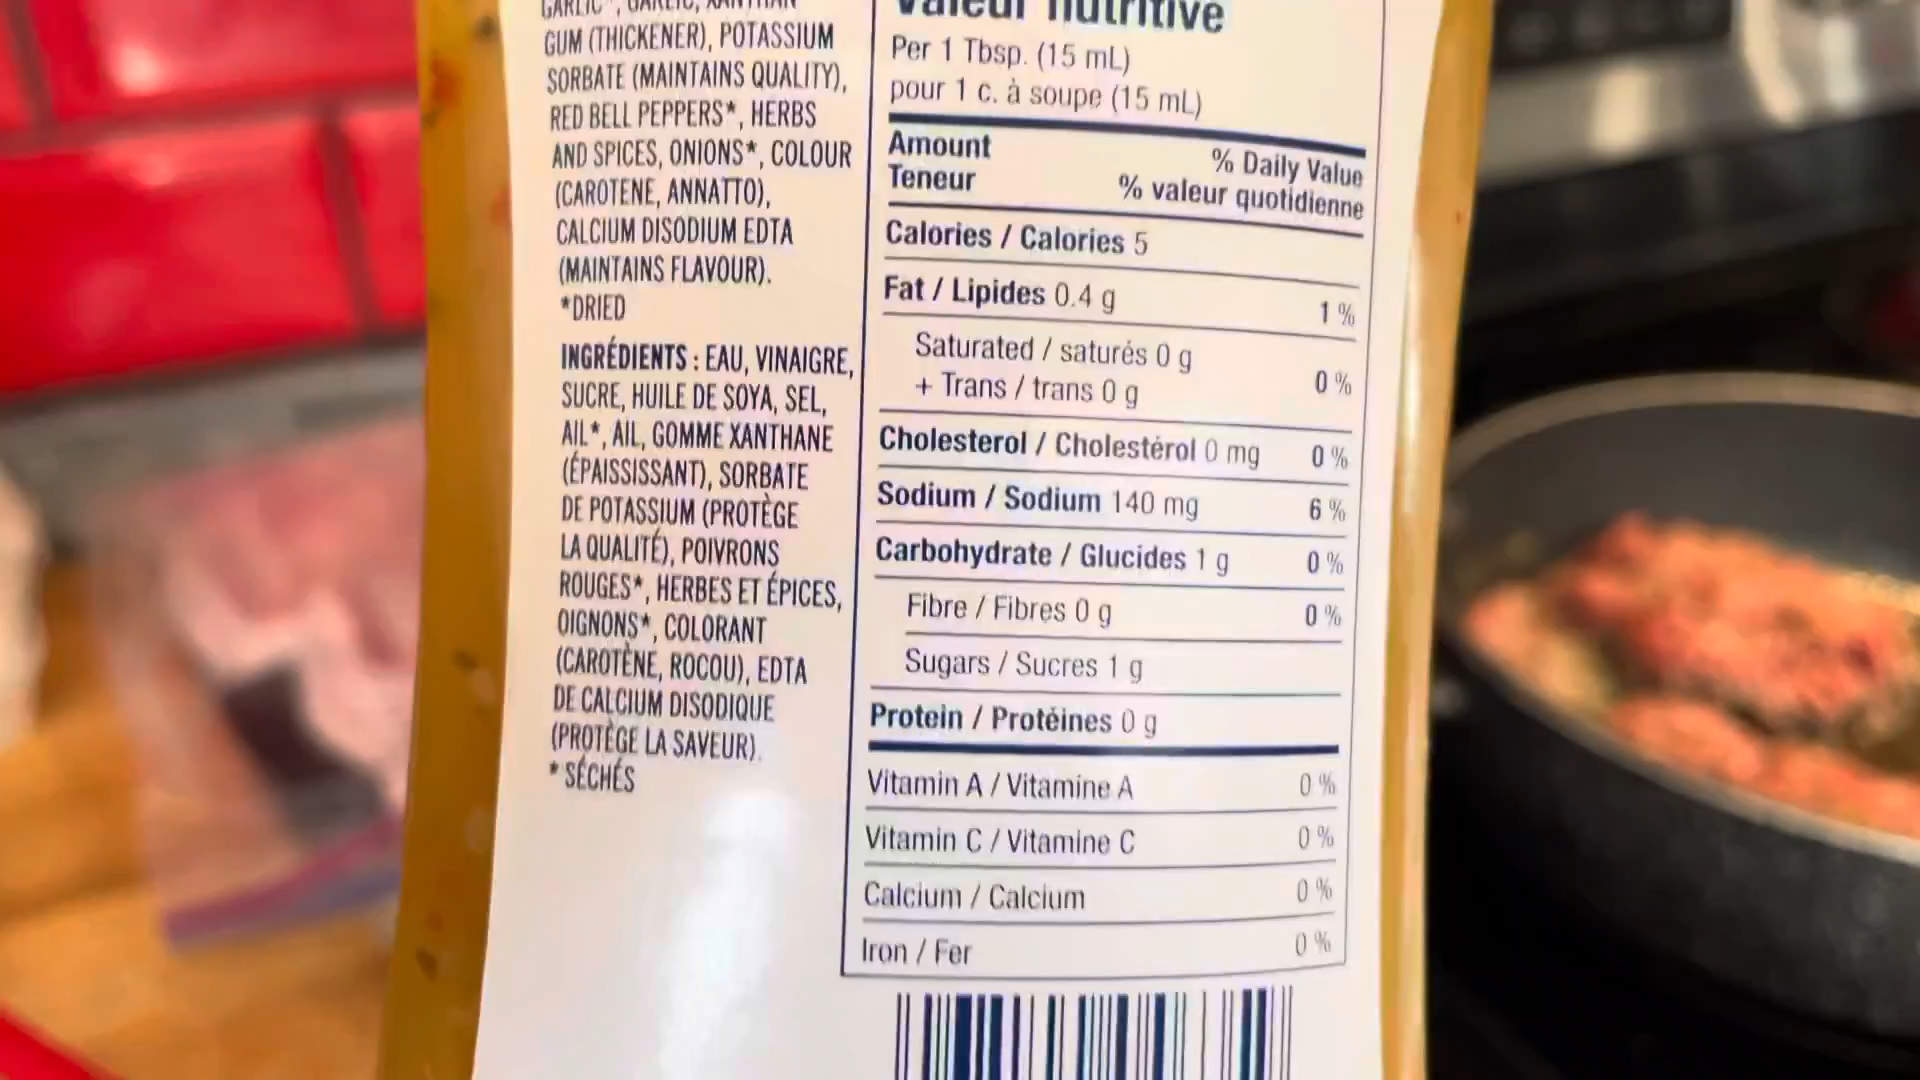 GARLIC*, GARLIC, XANTHAN
GUM (THICKENER), POTASSIUM
SORBATE (MAINTAINS QUALITY),
RED BELL PEPPERS*, HERBS
AND SPICES, ONIONS*, COLOUR
(CAROTENE, ANNATTO),
CALCIUM DISODIUM EDTA
(MAINTAINS FLAVOUR).
*DRIED
INGRÉDIENTS : EAU, VINAIGRE,
SUCRE, HUILE DE SOYA, SEL,
AIL*, AIL, GOMME XANTHANE
(ÉPAISSISSANT), SORBATE
DE POTASSIUM (PROTÈGE
LA QUALITÉ), POIVRONS
ROUGES*, HERBES ET ÉPICES,
OIGNONS*, COLORANT
(CAROTÈNE, ROCOU), EDTA
DE CALCIUM DISODIQUE
(PROTÈGE LA SAVEUR).
*SÉCHÉS
Valeur nutritive
Per 1 Tbsp. (15 mL)
pour 1 c. à soupe (15 mL)
Amount % Daily Value
Teneur % valeur quotidienne
Calories / Calories 5
Fat / Lipides 0.4 g 1 %
Saturated / saturés 0 g
+ Trans / trans 0 g 0 %
Cholesterol / Cholestérol 0 mg 0 %
Sodium / Sodium 140 mg 6 %
Carbohydrate / Glucides 1 g 0 %
Fibre / Fibres 0 g 0 %
Sugars / Sucres 1 g
Protein / Protéines 0 g
Vitamin A / Vitamine A 0 %
Vitamin C / Vitamine C 0 %
Calcium / Calcium 0 %
Iron / Fer 0 %